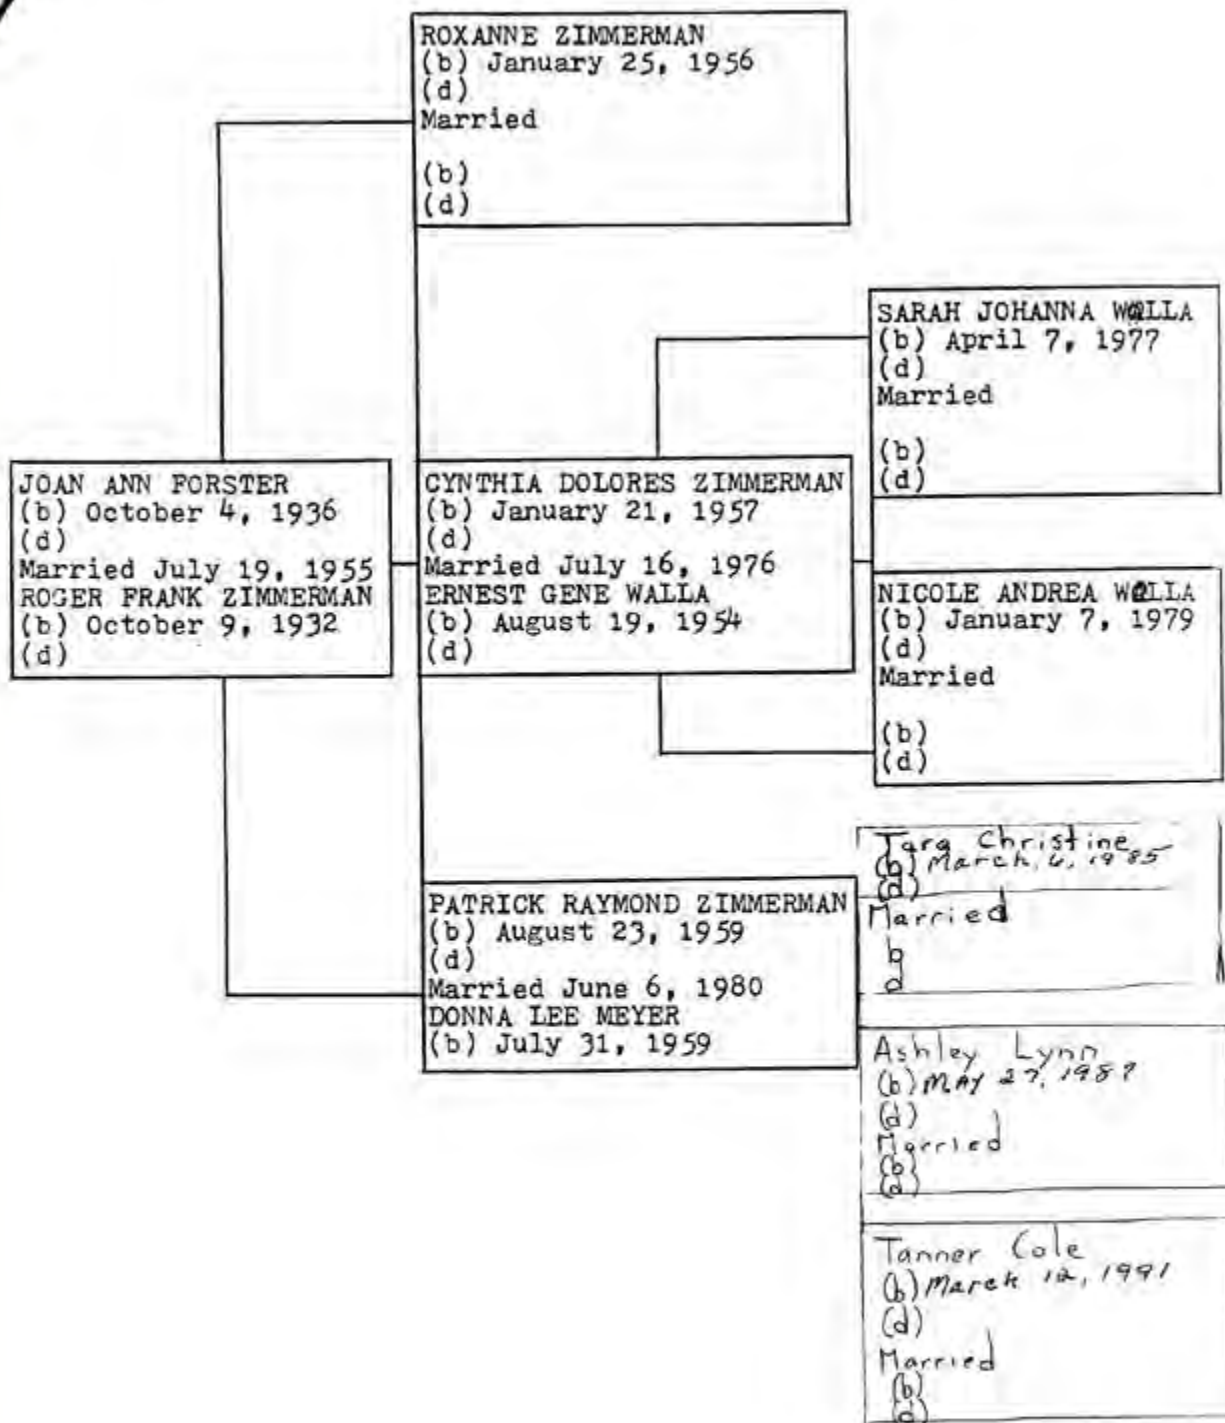 ROXANNE ZIMMERMAN
(b) January 25, 1956
(d)
Married
(b)
(d)
SARAH JOHANNA WALLA
(b) April 7, 1977
(d)
Married
(b)
(d)
JOAN ANN FORSTER
(b) October 4, 1936
(d)
Married July 19, 1955
ROGER FRANK ZIMMERMAN
(b) October 9, 1932
(d)
CYNTHIA DOLORES ZIMMERMAN
(b) January 21, 1957
(d)
Married July 16, 1976
ERNEST GENE WALLA
(b) August 19, 1954
(d)
NICOLE ANDREA WALLA
(b) January 7, 1979
(d)
Married
(b)
(d)
PATRICK RAYMOND ZIMMERMAN
(b) August 23, 1959
(d)
Married June 6, 1980
DONNA LEE MEYER
(b) July 31, 1959
Tara Christine
(b) March 6, 1985
(d)
Married
b
d
Ashley Lynn
(b) MAY 27, 1987
(d)
Married
(b)
(d)
Tanner Cole
(b) March 12, 1991
(d)
Married
(b)
(d)